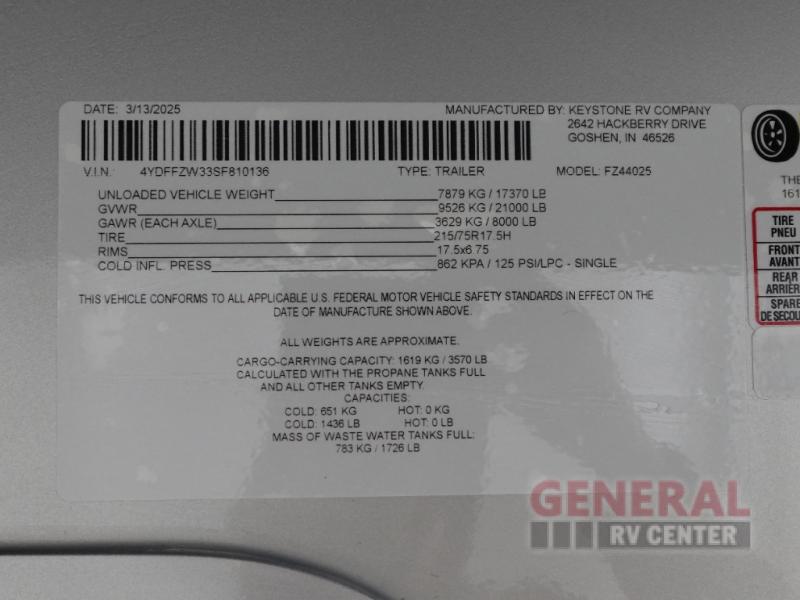 DATE: 3/13/2025 MANUFACTURED BY: KEYSTONE RV COMPANY
2642 HACKBERRY DRIVE
GOSHEN, IN 46526
V.I.N.: 4YDFFZW33SF810136 TYPE: TRAILER MODEL: FZ44025
UNLOADED VEHICLE WEIGHT 7879 KG / 17370 LB
GVWR 9526 KG / 21000 LB
GAWR (EACH AXLE) 3629 KG / 8000 LB
TIRE 215/75R17.5H
RIMS 17.5x6.75
COLD INFL. PRESS 862 KPA / 125 PSI/LPC - SINGLE
THIS VEHICLE CONFORMS TO ALL APPLICABLE U.S. FEDERAL MOTOR VEHICLE SAFETY STANDARDS IN EFFECT ON THE
DATE OF MANUFACTURE SHOWN ABOVE.
ALL WEIGHTS ARE APPROXIMATE.
CARGO-CARRYING CAPACITY: 1619 KG / 3570 LB
CALCULATED WITH THE PROPANE TANKS FULL
AND ALL OTHER TANKS EMPTY.
CAPACITIES:
COLD: 651 KG HOT: 0 KG
COLD: 1436 LB HOT: 0 LB
MASS OF WASTE WATER TANKS FULL:
783 KG / 1726 LB
THE
161
TIRE
PNEU
FRONT
AVANT
REAR
ARRIÈR
SPARE
DE SECOU
GENERAL
RV CENTER